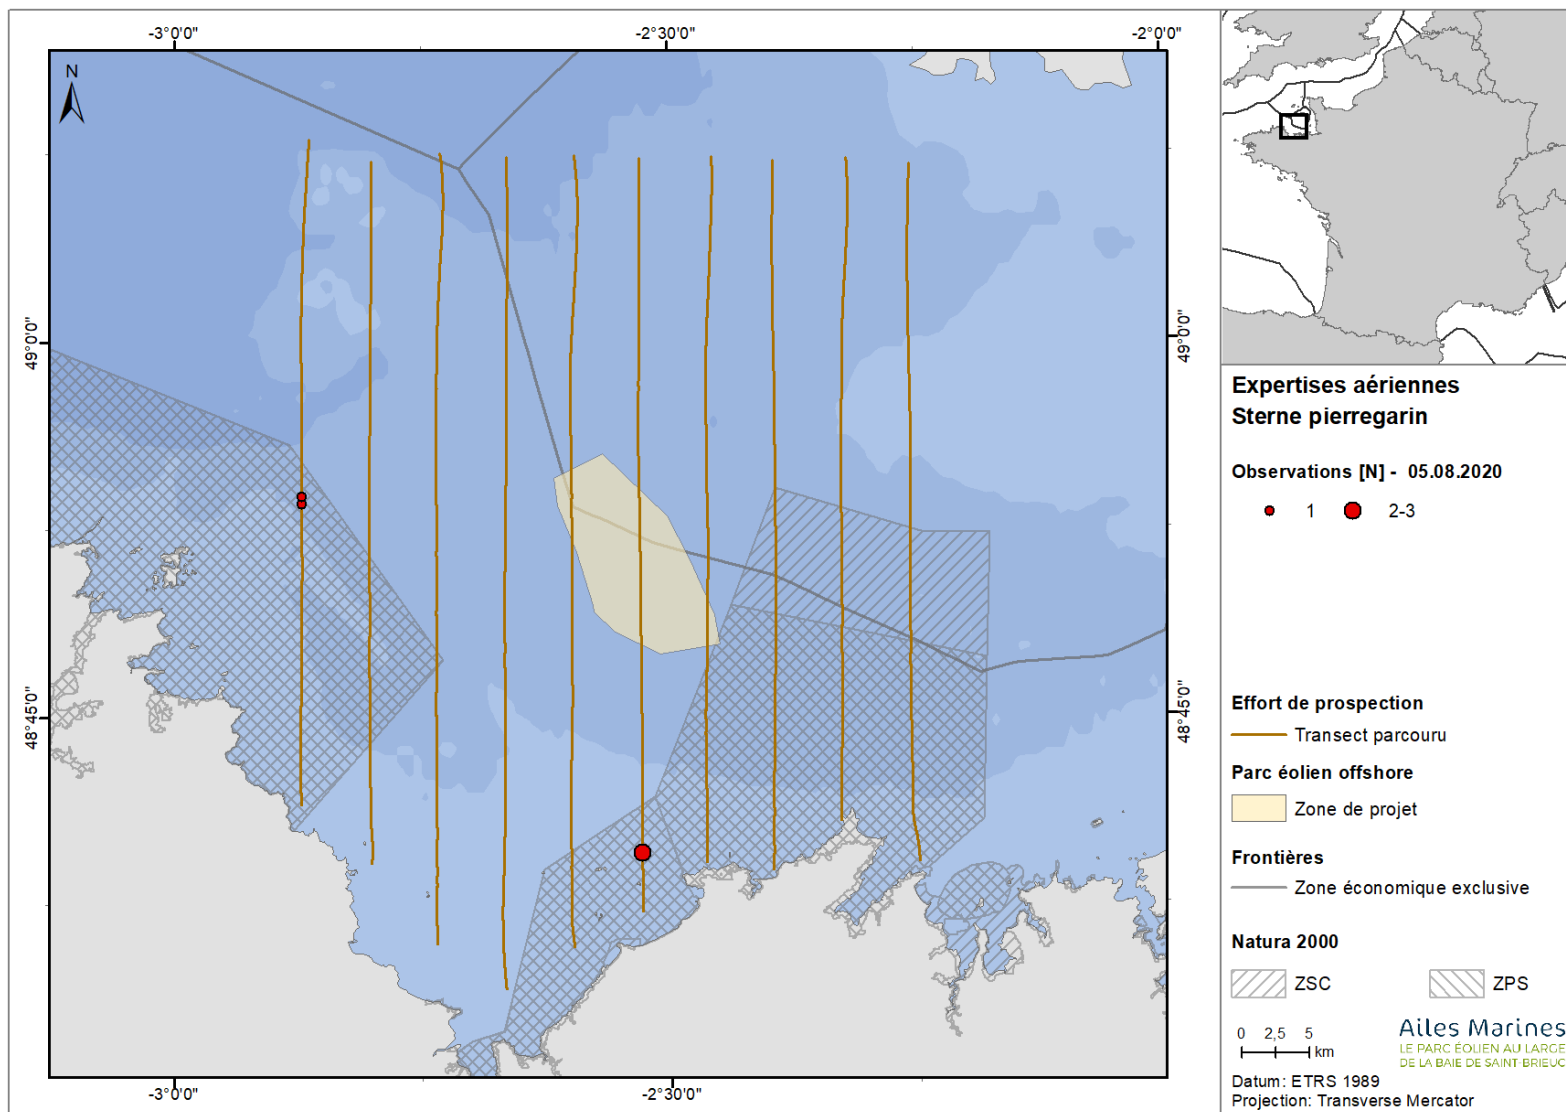 -3°0'0"
-2°30'0"
-2°0'0"
N
49°0'0"
49°0'0"
48°45'0"
48°45'0"
-3°0'0"
-2°30'0"
-2°0'0"
Expertises aériennes
Sterne pierregarin
Observations [N] - 05.08.2020
1
2-3
Effort de prospection
Transect parcouru
Parc éolien offshore
Zone de projet
Frontières
Zone économique exclusive
Natura 2000
ZSC
ZPS
0 2,5 5
km
Ailes Marines
LE PARC ÉOLIEN AU LARGE
DE LA BAIE DE SAINT-BRIEUC
Datum: ETRS 1989
Projection: Transverse Mercator